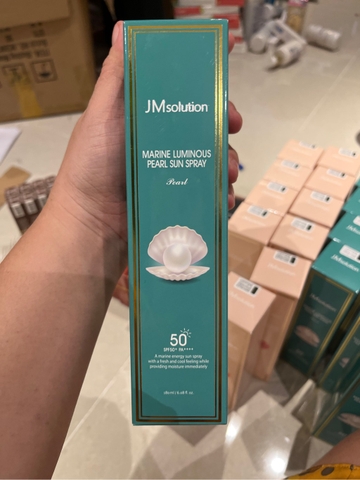 JMsolution
MARINE LUMINOUS
PEARL SUN SPRAY
Pearl
50+
SPF50+ PA++++
A marine energy sun spray
with a fresh and cool feeling while
providing moisture immediately